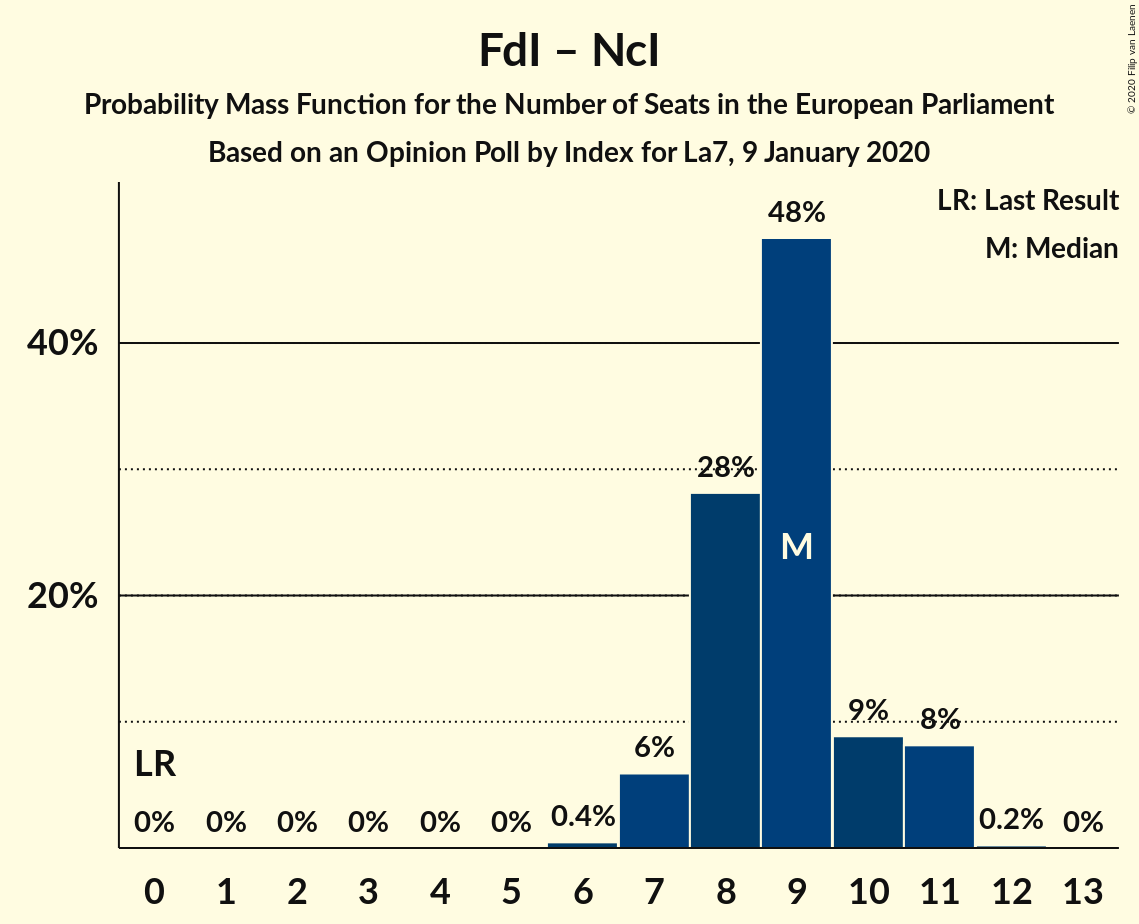 FdI – NcI
Probability Mass Function for the Number of Seats in the European Parliament
Based on an Opinion Poll by Index for La7, 9 January 2020
© 2020 Filip van Laenen
LR: Last Result
M: Median
48%
40%
28%
M
20%
9%
8%
6%
LR
0% 0% 0% 0% 0% 0% 0.4% 0.2% 0%
0 1 2 3 4 5 6 7 8 9 10 11 12 13